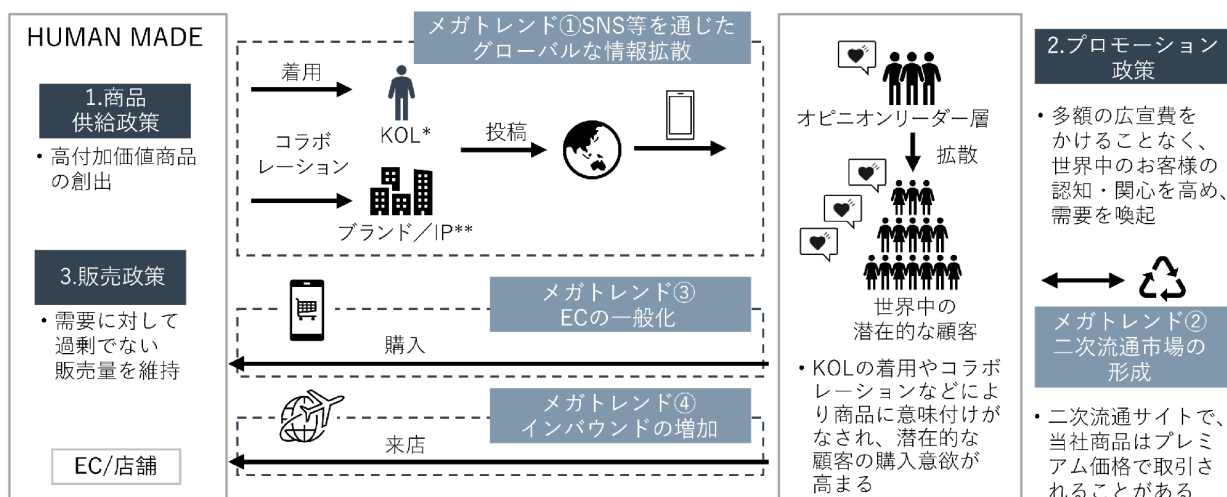 HUMAN MADE
1.商品
供給政策
・高付加価値商品
の創出
3.販売政策
・需要に対して
過剰でない
販売量を維持
EC/店舗
メガトレンド①SNS等を通じた
グローバルな情報拡散
着用
KOL*
コラボ
レーション
ブランド／IP**
投稿
メガトレンド③
ECの一般化
購入
メガトレンド④
インバウンドの増加
来店
オピニオンリーダー層
拡散
世界中の
潜在的な顧客
・KOLの着用やコラボ
レーションなどによ
り商品に意味付けが
なされ、潜在的な
顧客の購入意欲が
高まる
2.プロモーション
政策
・多額の広宣費を
かけることなく、
世界中のお客様の
認知・関心を高め、
需要を喚起
メガトレンド②
二次流通市場の
形成
・二次流通サイトで、
当社商品はプレミ
アム価格で取引さ
れることがある